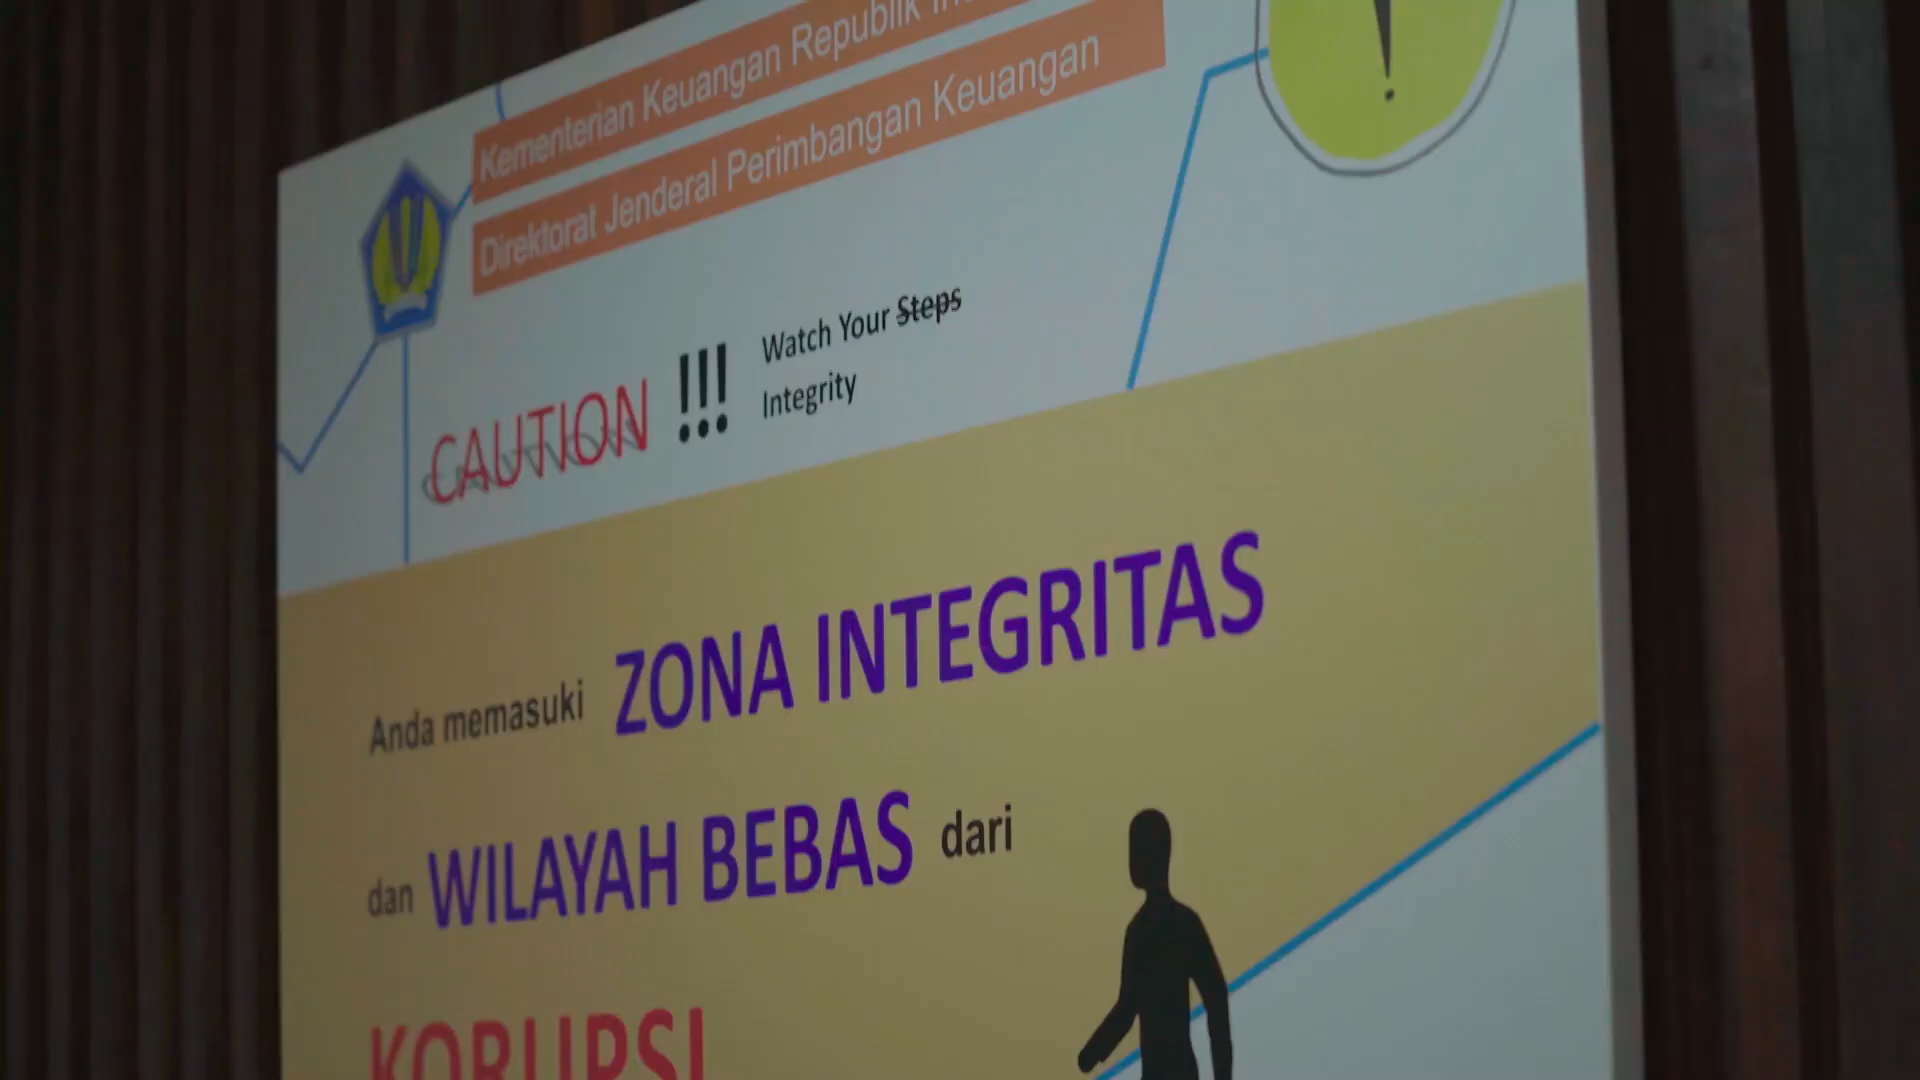 Kementerian Keuangan Republik
Direktorat Jenderal Perimbangan Keuangan
CAUTION !!! Watch Your Steps
Integrity
Anda memasuki ZONA INTEGRITAS
dan WILAYAH BEBAS dari
KORUPSI